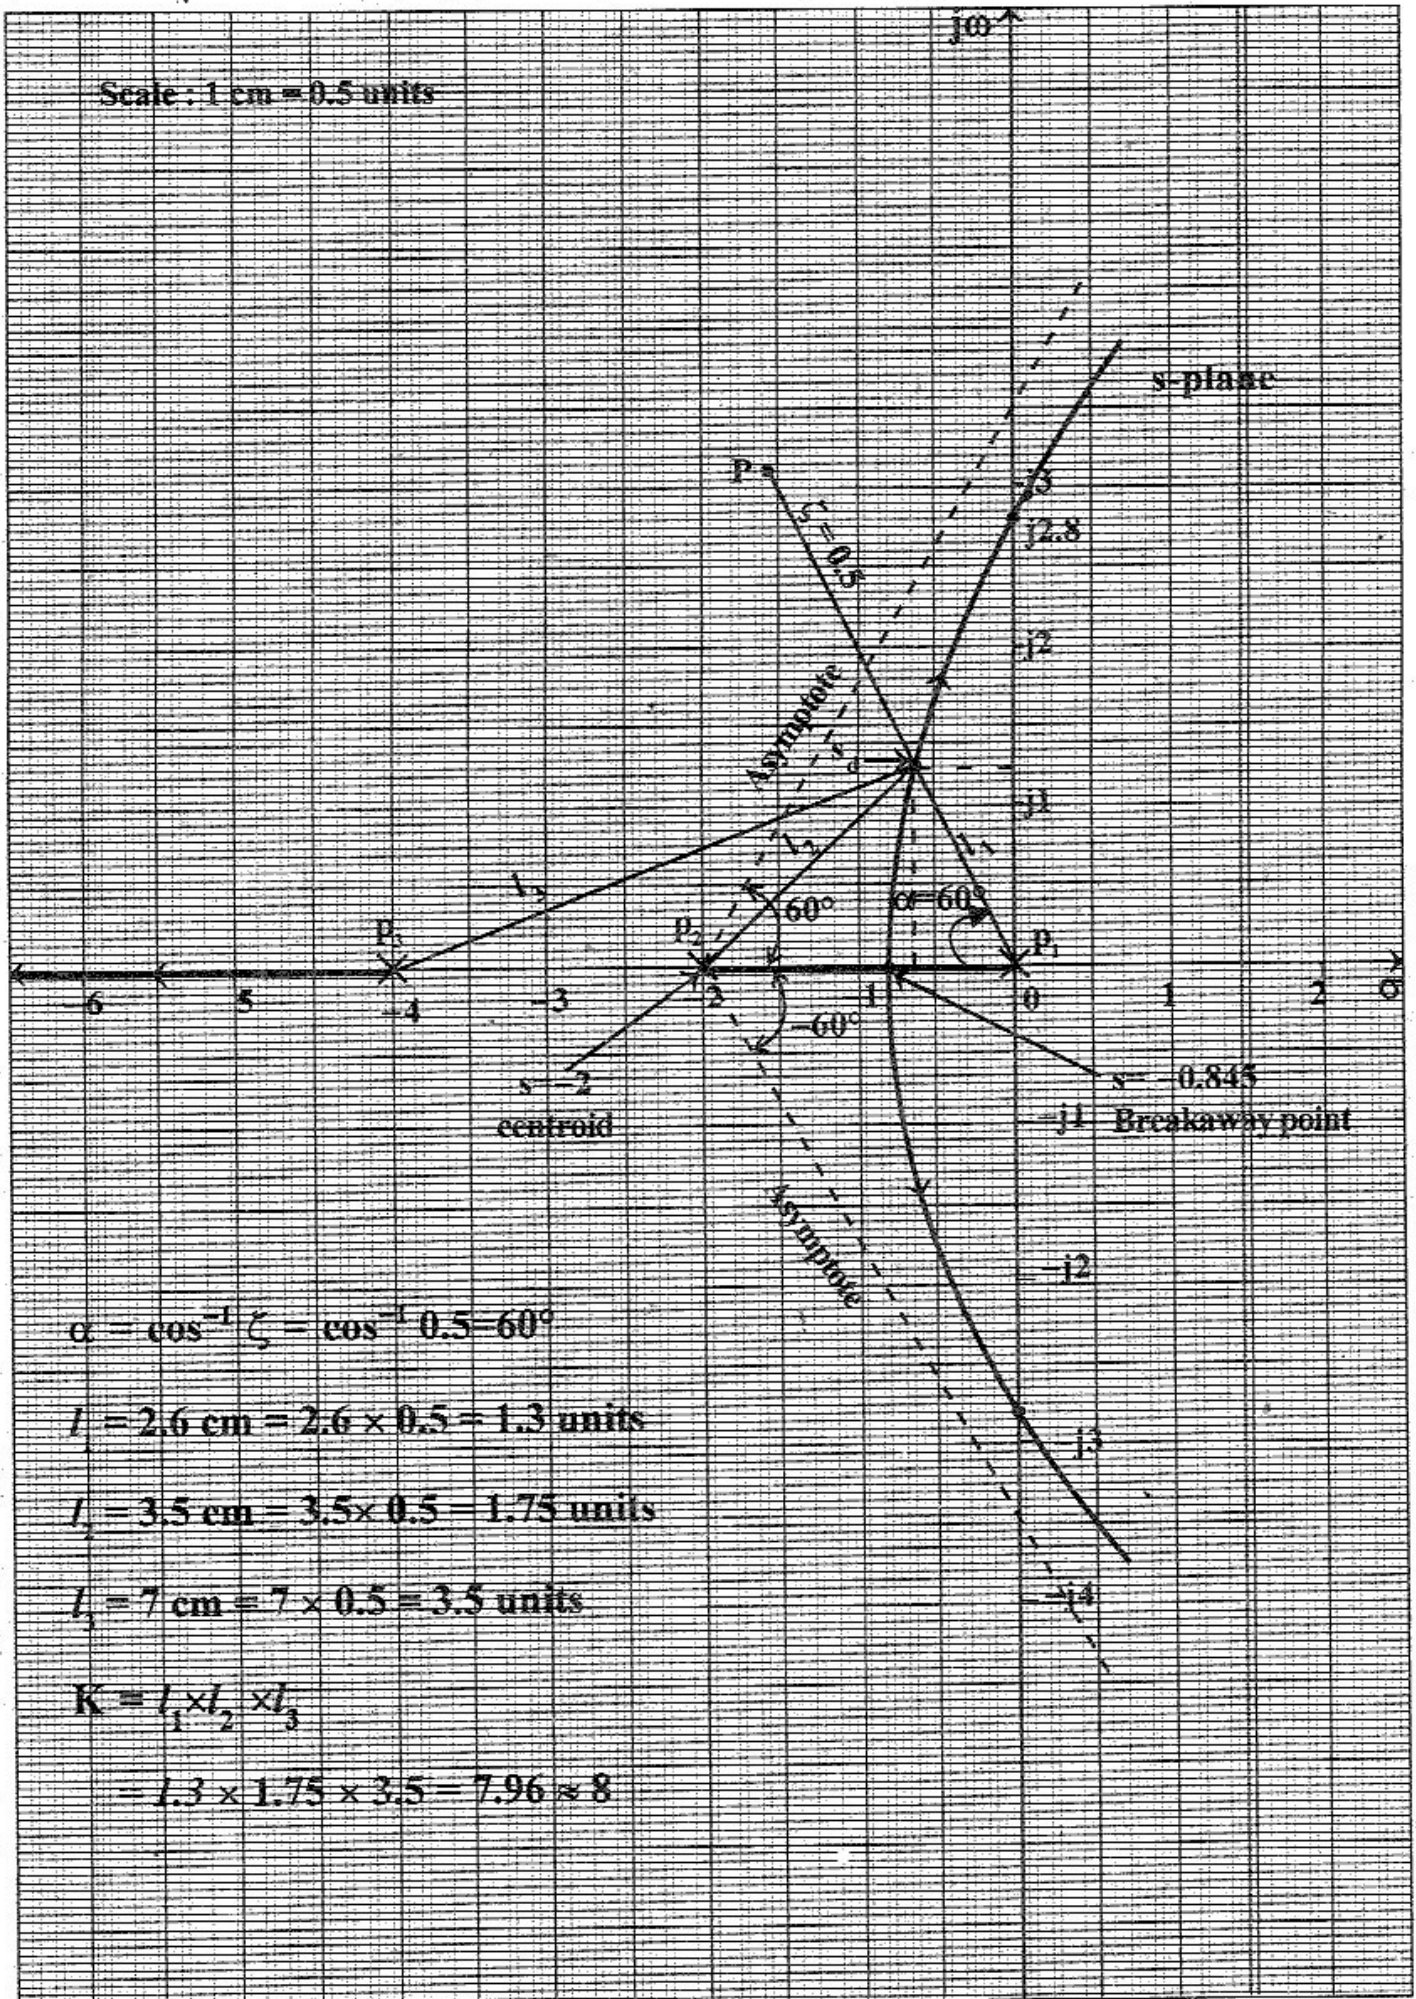 jω
Scale : 1 cm = 0.5 units
s-plane
P
j3
ζ = 0.5
j2.8
j2
Asymptote
s_d
j1
l₂
l₁
l₃
60°
α=60°
p₃
p₂
p₁
-6
5
-4
-3
-2
-1
0
1
2
σ
-60°
s=-2
centroid
s= -0.845
Breakaway point
-j1
Asymptote
-j2
α = cos⁻¹ ζ = cos⁻¹ 0.5=60°
l₁ = 2.6 cm = 2.6 × 0.5 = 1.3 units
-j3
l₂ = 3.5 cm = 3.5× 0.5 = 1.75 units
l₃ = 7 cm = 7 × 0.5 = 3.5 units
-j4
K = l₁×l₂ ×l₃
= 1.3 × 1.75 × 3.5 = 7.96 ≈ 8